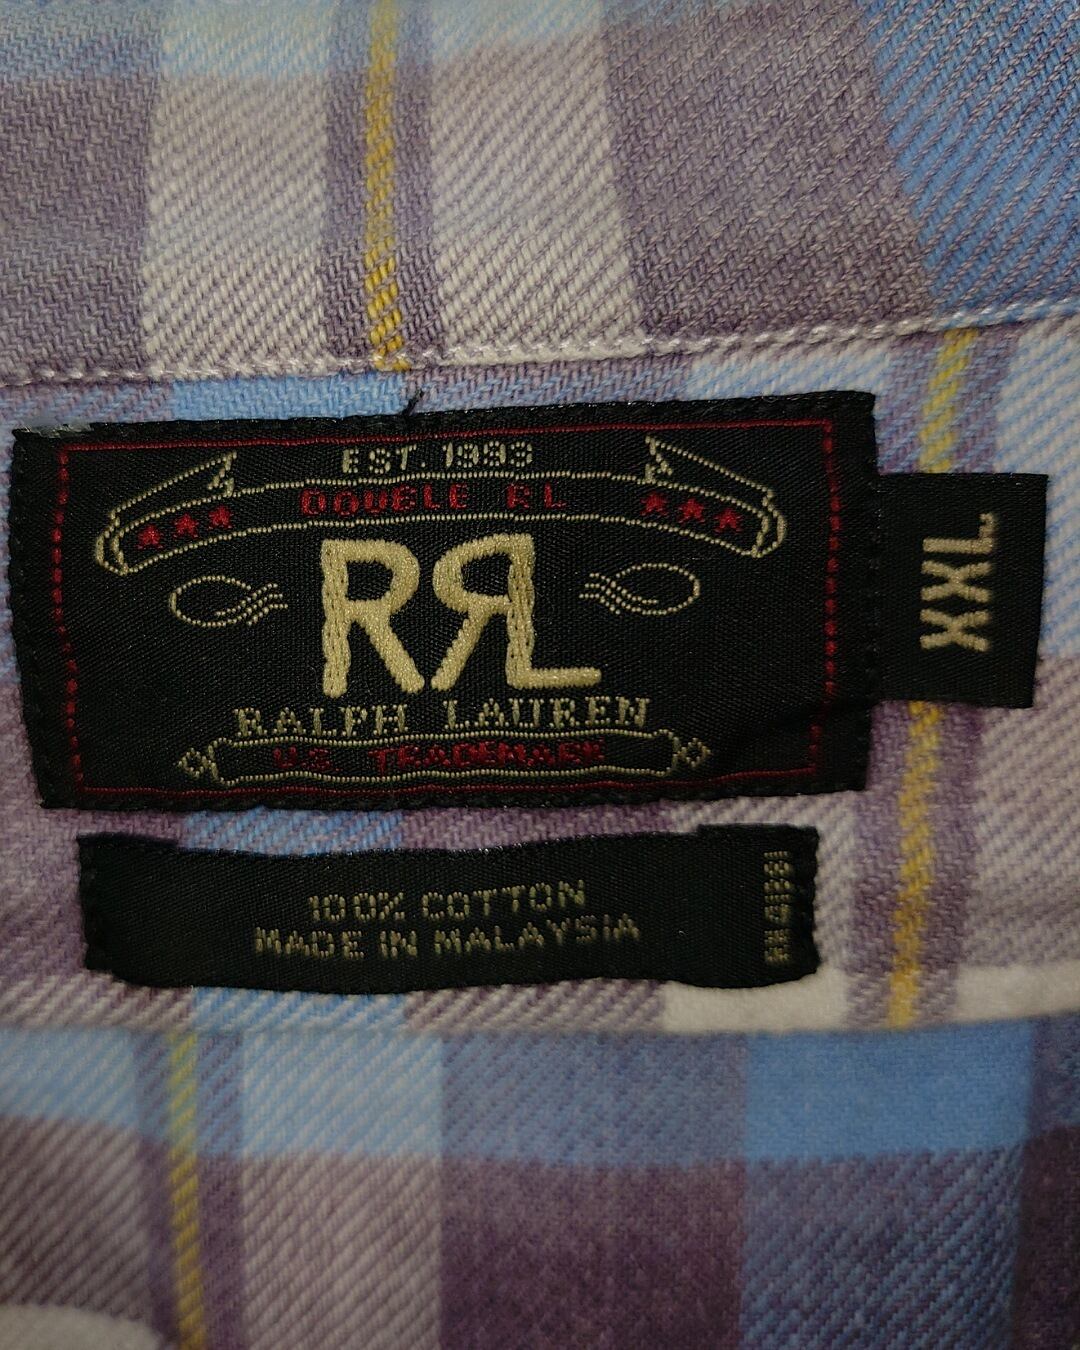 EST. 1993
DOUBLE RL
RRL
RALPH LAUREN
U.S. TRADEMARK
XXL
100% COTTON
MADE IN MALAYSIA